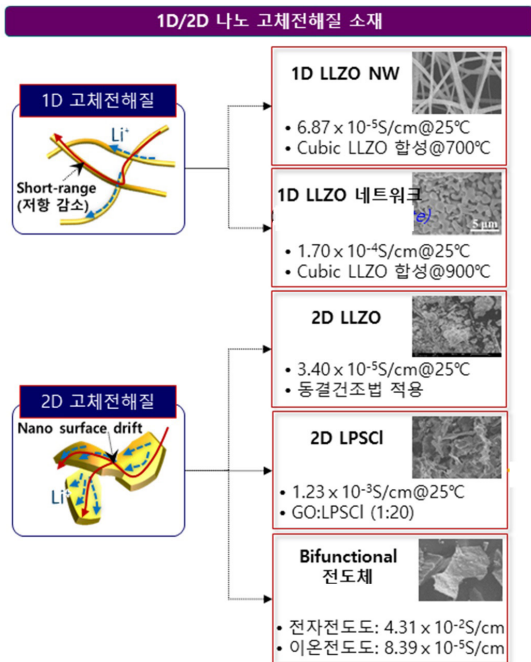 1D/2D 나노 고체전해질 소재
1D 고체전해질
Li⁺
Short-range
(저항 감소)
1D LLZO NW
• 6.87 x 10⁻⁵S/cm@25℃
• Cubic LLZO 합성@700℃
1D LLZO 네트워크
5 μm
• 1.70 x 10⁻⁴S/cm@25℃
• Cubic LLZO 합성@900℃
2D LLZO
• 3.40 x 10⁻⁵S/cm@25℃
• 동결건조법 적용
2D 고체전해질
Nano surface drift
Li⁺
2D LPSCl
• 1.23 x 10⁻³S/cm@25℃
• GO:LPSCl (1:20)
Bifunctional
전도체
• 전자전도도: 4.31 x 10⁻²S/cm
• 이온전도도: 8.39 x 10⁻⁵S/cm